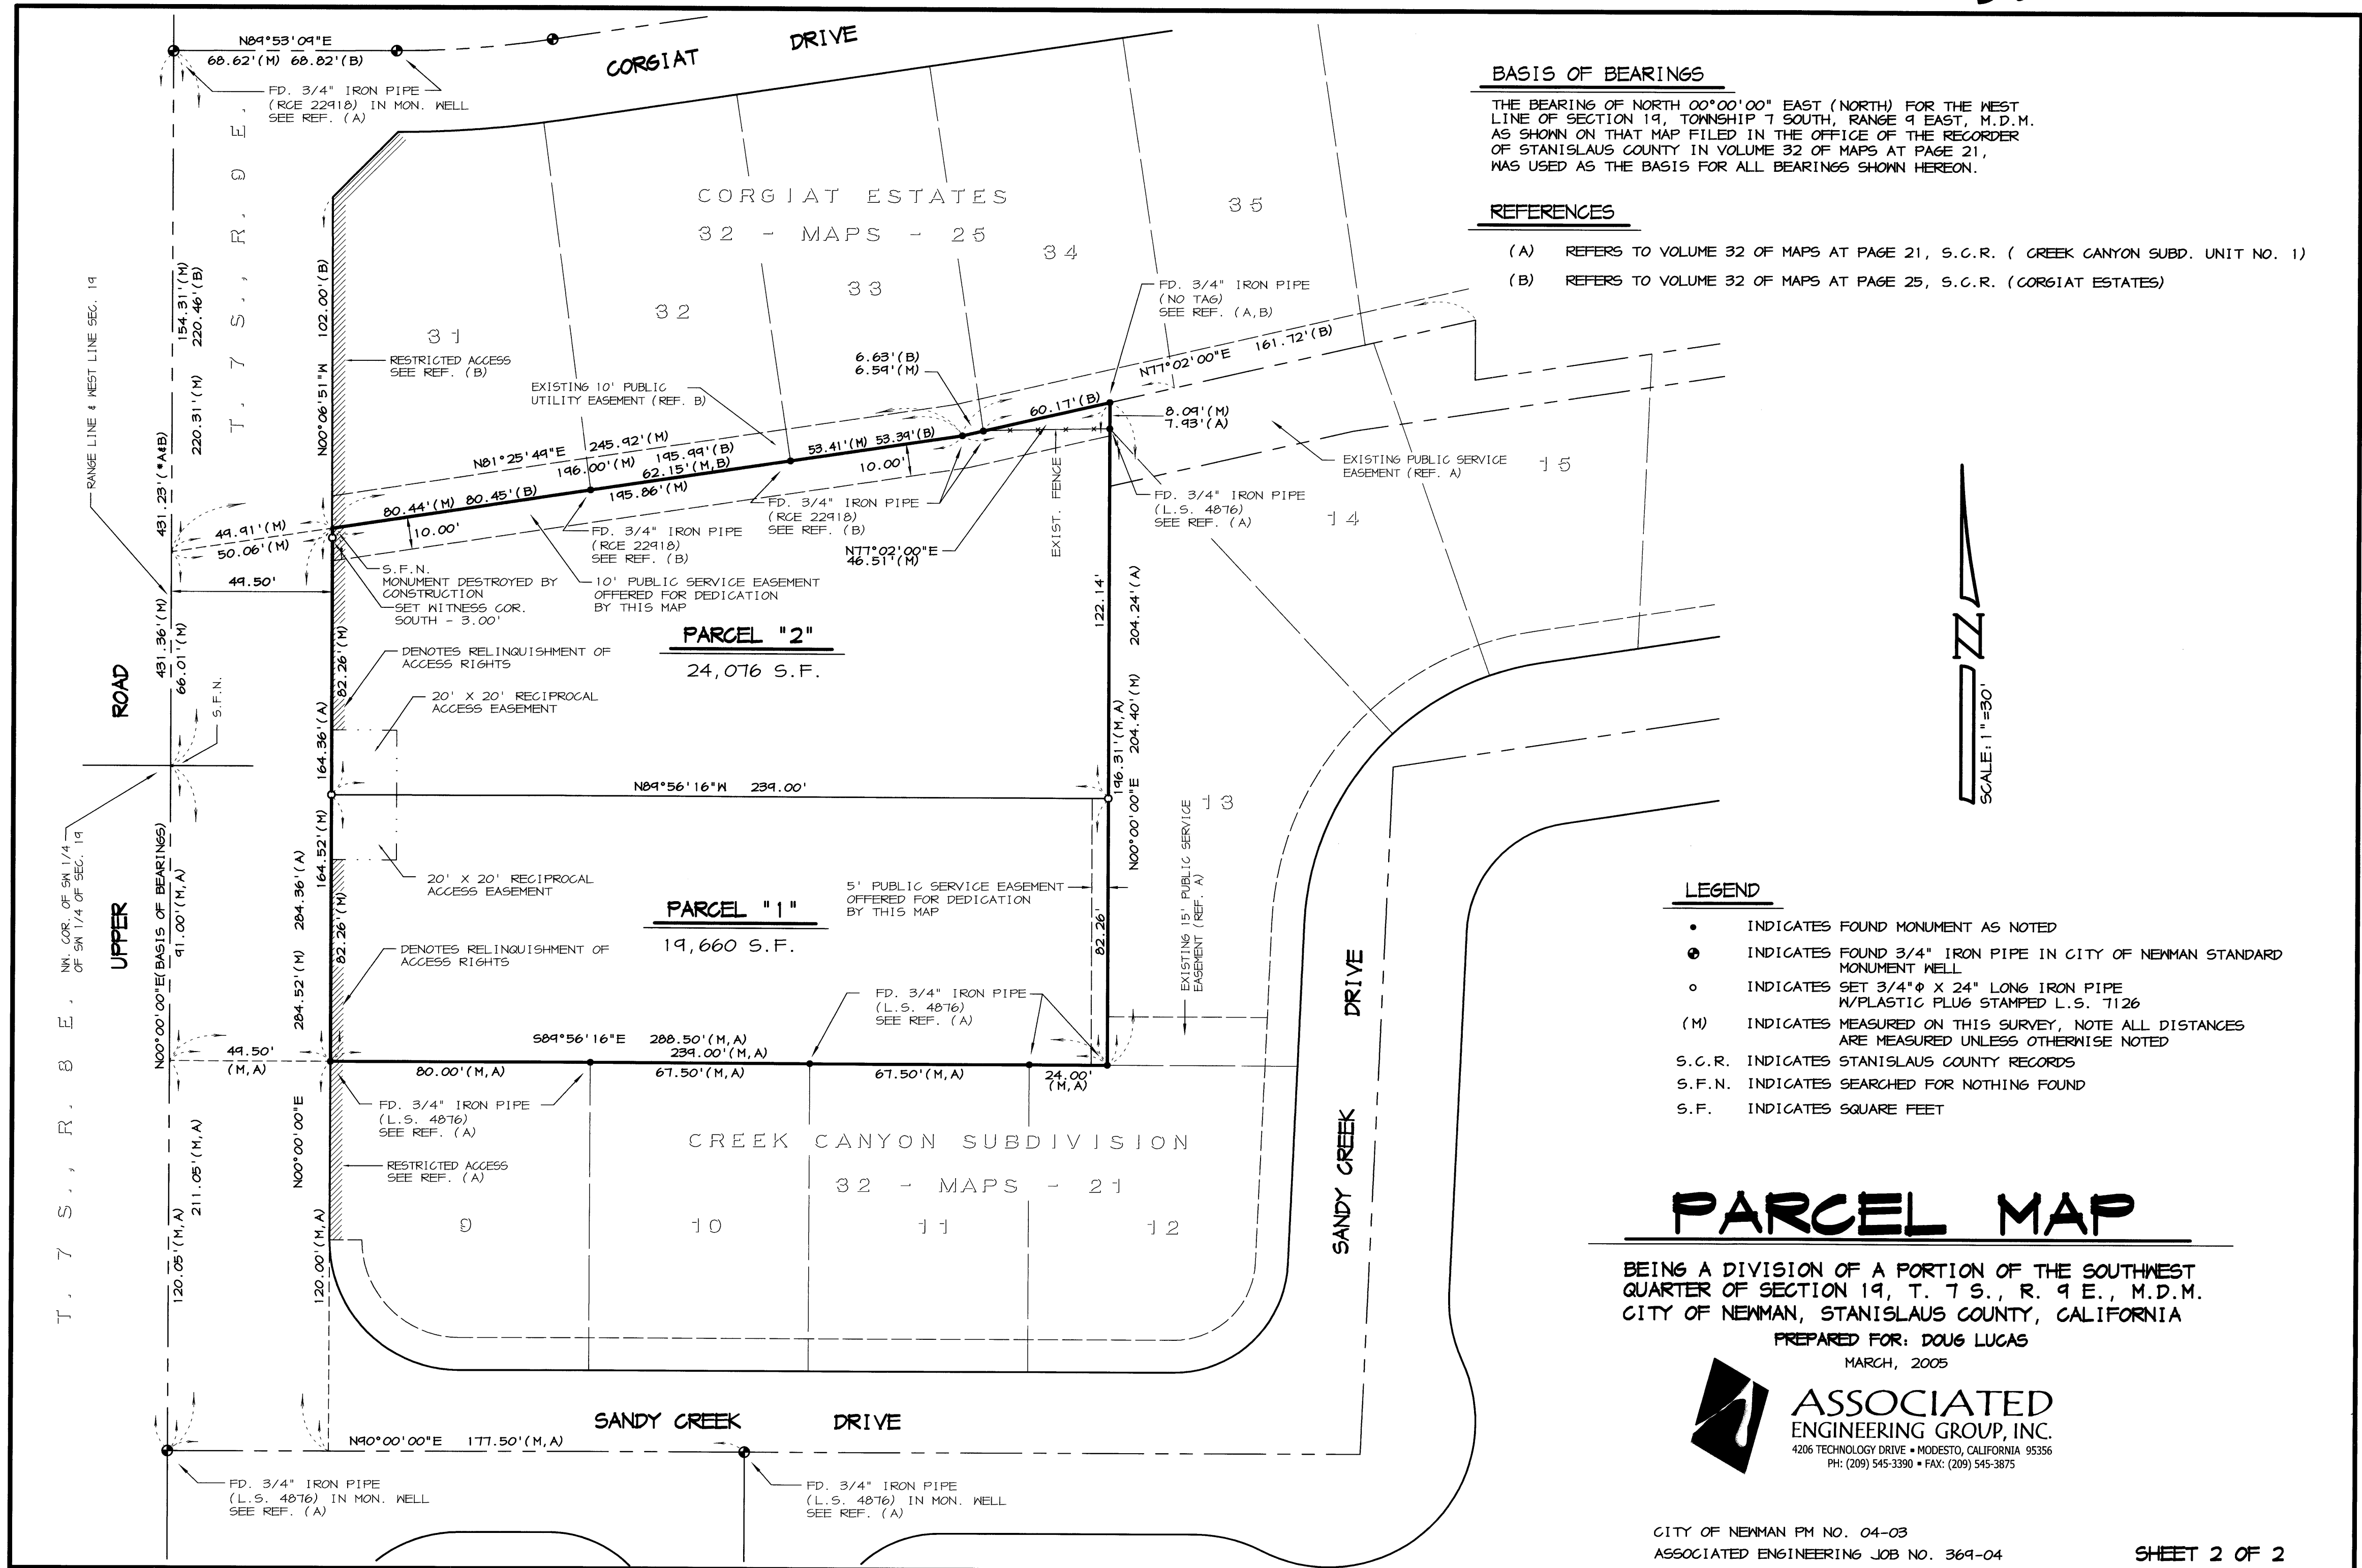 N89°53'09"E
68.62'(M) 68.82'(B)
FD. 3/4" IRON PIPE
(RCE 22918) IN MON. WELL
SEE REF. (A)
CORGIAT DRIVE
T. 7 S., R. 9 E.
RANGE LINE & WEST LINE SEC. 19
154.31'(M)
220.46'(B)
220.31'(M)
431.23'(*A&B)
N00°06'51"W 102.00'(B)
CORGIAT ESTATES
32 - MAPS - 25
31
32
33
34
35
RESTRICTED ACCESS
SEE REF. (B)
EXISTING 10' PUBLIC
UTILITY EASEMENT (REF. B)
6.63'(B)
6.59'(M)
FD. 3/4" IRON PIPE
(NO TAG)
SEE REF. (A,B)
N77°02'00"E 161.72'(B)
60.17'(B)
8.09'(M)
7.93'(A)
N81°25'49"E 245.92'(M)
196.00'(M) 195.99'(B)
62.15'(M,B)
195.86'(M)
53.41'(M) 53.39'(B)
10.00'
80.44'(M) 80.45'(B)
10.00'
49.91'(M)
50.06'(M)
49.50'
FD. 3/4" IRON PIPE
(RCE 22918)
SEE REF. (B)
FD. 3/4" IRON PIPE
(RCE 22918)
SEE REF. (B)
N77°02'00"E
46.51'(M)
EXIST. FENCE
FD. 3/4" IRON PIPE
(L.S. 4876)
SEE REF. (A)
EXISTING PUBLIC SERVICE
EASEMENT (REF. A)
15
14
13
S.F.N.
MONUMENT DESTROYED BY
CONSTRUCTION
SET WITNESS COR.
SOUTH - 3.00'
10' PUBLIC SERVICE EASEMENT
OFFERED FOR DEDICATION
BY THIS MAP
431.36'(M)
66.01'(M)
S.F.N.
UPPER ROAD
82.26'(M)
164.36'(A)
DENOTES RELINQUISHMENT OF
ACCESS RIGHTS
20' X 20' RECIPROCAL
ACCESS EASEMENT
PARCEL "2"
24,076 S.F.
122.14'
204.24'(A)
196.31'(M,A)
N00°00'00"E 204.40'(M)
N89°56'16"W 239.00'
NW. COR. OF SW 1/4
OF SW 1/4 OF SEC. 19
T. 7 S., R. 8 E.
N00°00'00"E(BASIS OF BEARINGS)
91.00'(M,A)
284.52'(M) 284.36'(A)
164.52'(M)
82.26'(M)
20' X 20' RECIPROCAL
ACCESS EASEMENT
DENOTES RELINQUISHMENT OF
ACCESS RIGHTS
PARCEL "1"
19,660 S.F.
5' PUBLIC SERVICE EASEMENT
OFFERED FOR DEDICATION
BY THIS MAP
82.26'
EXISTING 15' PUBLIC SERVICE
EASEMENT (REF. A)
FD. 3/4" IRON PIPE
(L.S. 4876)
SEE REF. (A)
S89°56'16"E 288.50'(M,A)
239.00'(M,A)
49.50'
(M,A)
80.00'(M,A)
67.50'(M,A)
67.50'(M,A)
24.00'
(M,A)
FD. 3/4" IRON PIPE
(L.S. 4876)
SEE REF. (A)
RESTRICTED ACCESS
SEE REF. (A)
N00°00'00"E
120.00'(M,A)
211.05'(M,A)
120.05'(M,A)
CREEK CANYON SUBDIVISION
32 - MAPS - 21
9
10
11
12
SANDY CREEK DRIVE
SANDY CREEK DRIVE
N90°00'00"E 177.50'(M,A)
FD. 3/4" IRON PIPE
(L.S. 4876) IN MON. WELL
SEE REF. (A)
FD. 3/4" IRON PIPE
(L.S. 4876) IN MON. WELL
SEE REF. (A)
BASIS OF BEARINGS
THE BEARING OF NORTH 00°00'00" EAST (NORTH) FOR THE WEST
LINE OF SECTION 19, TOWNSHIP 7 SOUTH, RANGE 9 EAST, M.D.M.
AS SHOWN ON THAT MAP FILED IN THE OFFICE OF THE RECORDER
OF STANISLAUS COUNTY IN VOLUME 32 OF MAPS AT PAGE 21,
WAS USED AS THE BASIS FOR ALL BEARINGS SHOWN HEREON.
REFERENCES
(A) REFERS TO VOLUME 32 OF MAPS AT PAGE 21, S.C.R. ( CREEK CANYON SUBD. UNIT NO. 1)
(B) REFERS TO VOLUME 32 OF MAPS AT PAGE 25, S.C.R. (CORGIAT ESTATES)
N
SCALE: 1"=30'
LEGEND
INDICATES FOUND MONUMENT AS NOTED
INDICATES FOUND 3/4" IRON PIPE IN CITY OF NEWMAN STANDARD
MONUMENT WELL
INDICATES SET 3/4"Φ X 24" LONG IRON PIPE
W/PLASTIC PLUG STAMPED L.S. 7126
(M) INDICATES MEASURED ON THIS SURVEY, NOTE ALL DISTANCES
ARE MEASURED UNLESS OTHERWISE NOTED
S.C.R. INDICATES STANISLAUS COUNTY RECORDS
S.F.N. INDICATES SEARCHED FOR NOTHING FOUND
S.F. INDICATES SQUARE FEET
PARCEL MAP
BEING A DIVISION OF A PORTION OF THE SOUTHWEST
QUARTER OF SECTION 19, T. 7 S., R. 9 E., M.D.M.
CITY OF NEWMAN, STANISLAUS COUNTY, CALIFORNIA
PREPARED FOR: DOUG LUCAS
MARCH, 2005
ASSOCIATED
ENGINEERING GROUP, INC.
4206 TECHNOLOGY DRIVE ▪ MODESTO, CALIFORNIA 95356
PH: (209) 545-3390 ▪ FAX: (209) 545-3875
CITY OF NEWMAN PM NO. 04-03
ASSOCIATED ENGINEERING JOB NO. 369-04
SHEET 2 OF 2